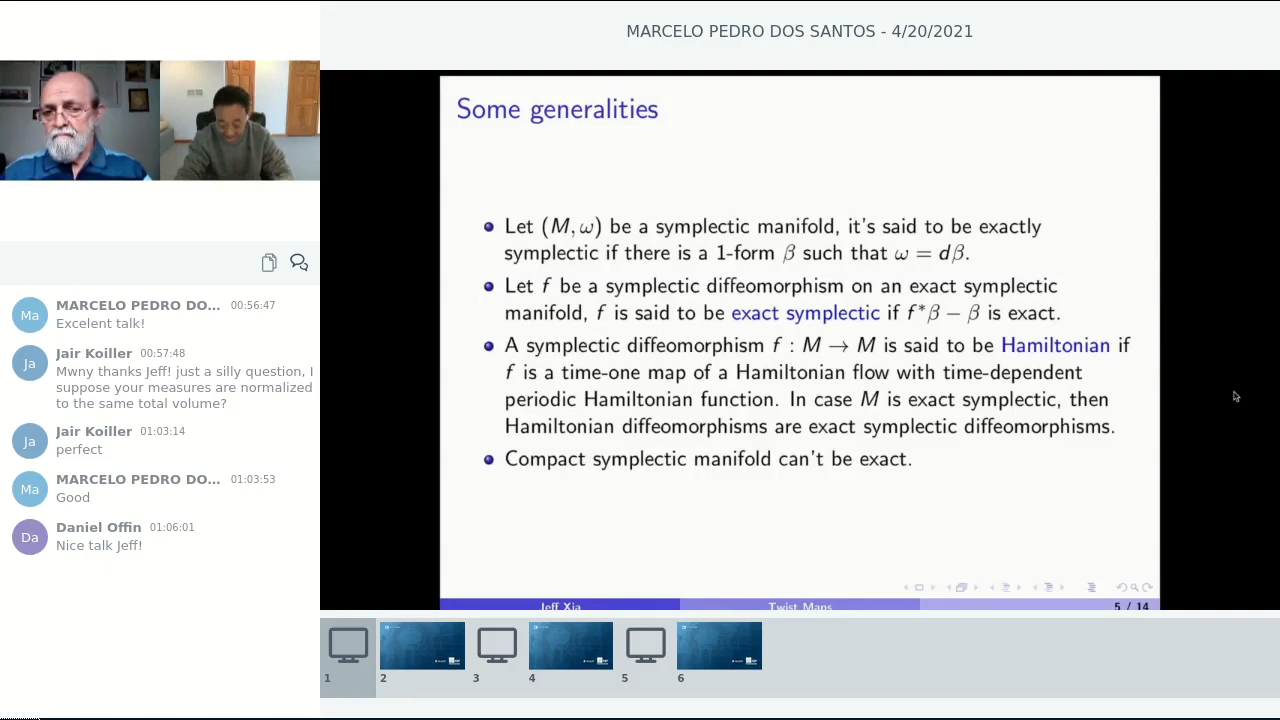 MARCELO PEDRO DOS SANTOS - 4/20/2021
Some generalities
Let (M, ω) be a symplectic manifold, it's said to be exactly
symplectic if there is a 1-form β such that ω = dβ.
Let f be a symplectic diffeomorphism on an exact symplectic
manifold, f is said to be exact symplectic if f*β − β is exact.
A symplectic diffeomorphism f : M → M is said to be Hamiltonian if
f is a time-one map of a Hamiltonian flow with time-dependent
periodic Hamiltonian function. In case M is exact symplectic, then
Hamiltonian diffeomorphisms are exact symplectic diffeomorphisms.
Compact symplectic manifold can't be exact.
Jeff Xia Twist Maps 5 / 14
Ma MARCELO PEDRO DO... 00:56:47
Excelent talk!
Ja Jair Koiller 00:57:48
Mwny thanks Jeff! just a silly question, I
suppose your measures are normalized
to the same total volume?
Ja Jair Koiller 01:03:14
perfect
Ma MARCELO PEDRO DO... 01:03:53
Good
Da Daniel Offin 01:06:01
Nice talk Jeff!
1 2 3 4 5 6